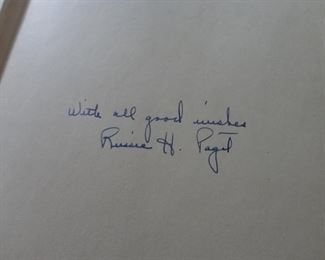 With all good wishes
H. Paget